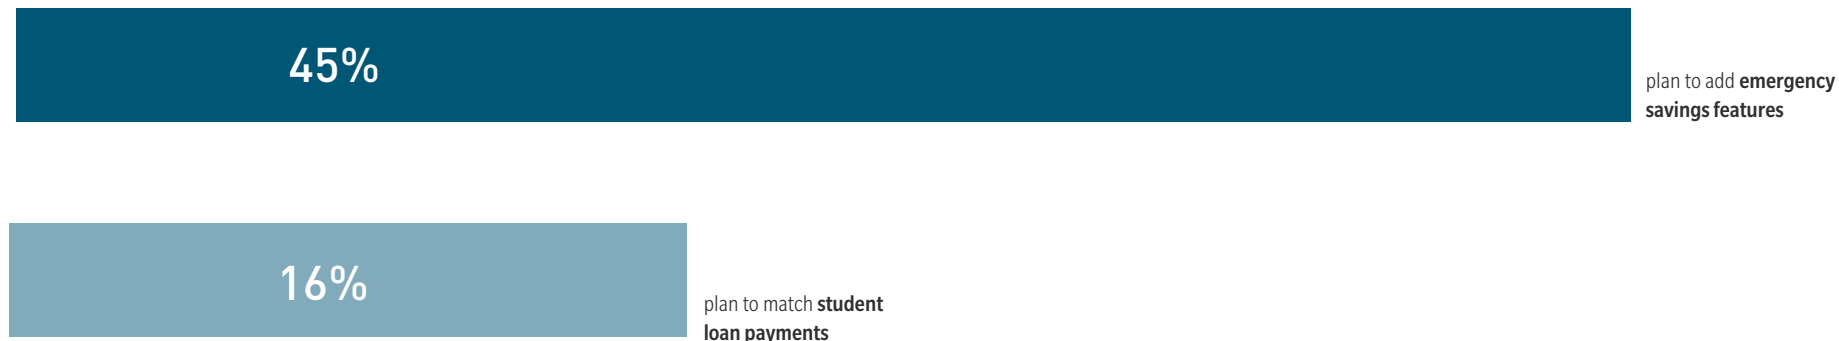 45%
plan to add emergency
savings features
16%
plan to match student
loan payments